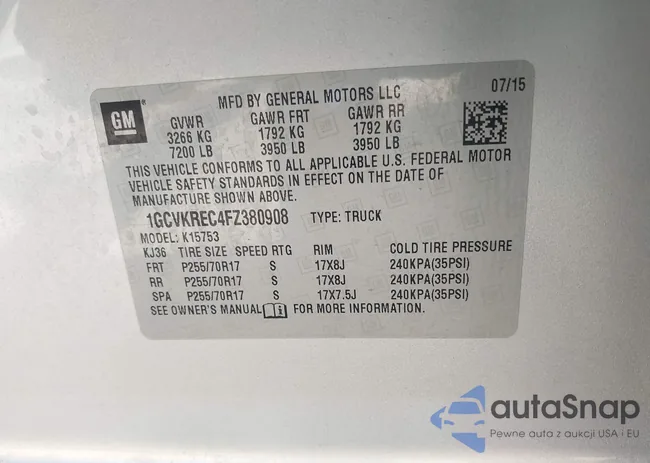 MFD BY GENERAL MOTORS LLC 07/15
GM
GVWR GAWR FRT GAWR RR
3266 KG 1792 KG 1792 KG
7200 LB 3950 LB 3950 LB
THIS VEHICLE CONFORMS TO ALL APPLICABLE U.S. FEDERAL MOTOR
VEHICLE SAFETY STANDARDS IN EFFECT ON THE DATE OF
MANUFACTURE SHOWN ABOVE.
1GCVKREC4FZ380908 TYPE: TRUCK
MODEL: K15753
KJ36 TIRE SIZE SPEED RTG RIM COLD TIRE PRESSURE
FRT P255/70R17 S 17X8J 240KPA(35PSI)
RR P255/70R17 S 17X8J 240KPA(35PSI)
SPA P255/70R17 S 17X7.5J 240KPA(35PSI)
SEE OWNER'S MANUAL FOR MORE INFORMATION.
autaSnap
Pewne auta z aukcji USA i EU